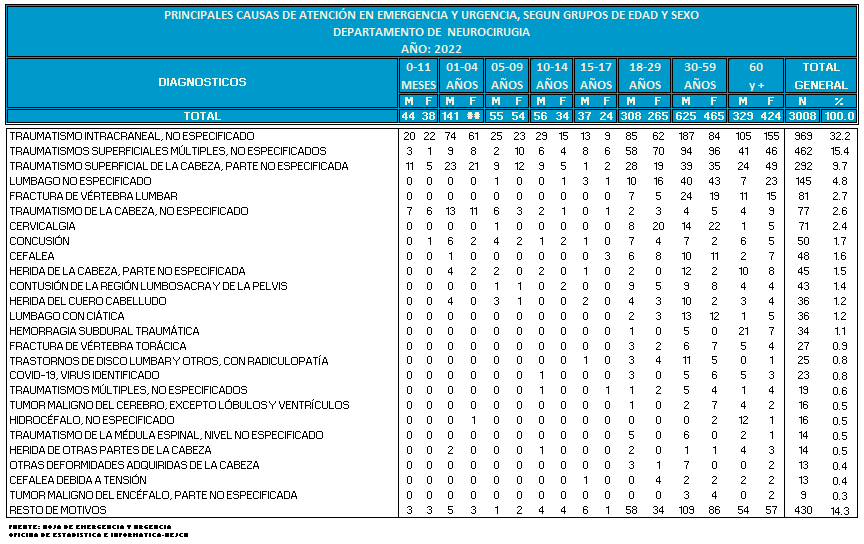 PRINCIPALES CAUSAS DE ATENCIÓN EN EMERGENCIA Y URGENCIA, SEGUN GRUPOS DE EDAD Y SEXO
DEPARTAMENTO DE NEUROCIRUGIA
AÑO: 2022
DIAGNOSTICOS 0-11 MESES 01-04 AÑOS 05-09 AÑOS 10-14 AÑOS 15-17 AÑOS 18-29 AÑOS 30-59 AÑOS 60 y + TOTAL GENERAL
M F M F M F M F M F M F M F M F N %
TOTAL 44 38 141 ## 55 54 56 34 37 24 308 265 625 465 329 424 3008 100.0
TRAUMATISMO INTRACRANEAL, NO ESPECIFICADO 20 22 74 61 25 23 29 15 13 9 85 62 187 84 105 155 969 32.2
TRAUMATISMOS SUPERFICIALES MÚLTIPLES, NO ESPECIFICADOS 3 1 9 8 2 10 6 4 8 6 58 70 94 96 41 46 462 15.4
TRAUMATISMO SUPERFICIAL DE LA CABEZA, PARTE NO ESPECIFICADA 11 5 23 21 9 12 9 5 1 2 28 19 39 35 24 49 292 9.7
LUMBAGO NO ESPECIFICADO 0 0 0 0 1 0 0 1 3 1 10 16 40 43 7 23 145 4.8
FRACTURA DE VÉRTEBRA LUMBAR 0 0 0 0 0 0 0 0 0 0 7 5 24 19 11 15 81 2.7
TRAUMATISMO DE LA CABEZA, NO ESPECIFICADO 7 6 13 11 6 3 2 1 0 1 2 3 4 5 4 9 77 2.6
CERVICALGIA 0 0 0 0 1 0 0 0 0 0 8 20 14 22 1 5 71 2.4
CONCUSIÓN 0 1 6 2 4 2 1 2 1 0 7 4 7 2 6 5 50 1.7
CEFALEA 0 0 1 0 0 0 0 0 0 3 6 8 10 11 2 7 48 1.6
HERIDA DE LA CABEZA, PARTE NO ESPECIFICADA 0 0 4 2 2 0 2 0 1 0 2 0 12 2 10 8 45 1.5
CONTUSIÓN DE LA REGIÓN LUMBOSACRA Y DE LA PELVIS 0 0 0 0 1 1 0 2 0 0 9 5 9 8 4 4 43 1.4
HERIDA DEL CUERO CABELLUDO 0 0 4 0 3 1 0 0 2 0 4 3 10 2 3 4 36 1.2
LUMBAGO CON CIÁTICA 0 0 0 0 0 0 0 0 0 0 2 3 13 12 1 5 36 1.2
HEMORRAGIA SUBDURAL TRAUMÁTICA 0 0 0 0 0 0 0 0 0 0 1 0 5 0 21 7 34 1.1
FRACTURA DE VÉRTEBRA TORÁCICA 0 0 0 0 0 0 0 0 0 0 3 2 6 7 5 4 27 0.9
TRASTORNOS DE DISCO LUMBAR Y OTROS, CON RADICULOPATÍA 0 0 0 0 0 0 0 0 1 0 3 4 11 5 0 1 25 0.8
COVID-19, VIRUS IDENTIFICADO 0 0 0 0 0 0 1 0 0 0 3 0 5 6 5 3 23 0.8
TRAUMATISMOS MÚLTIPLES, NO ESPECIFICADOS 0 0 0 0 0 0 1 0 0 1 1 2 5 4 1 4 19 0.6
TUMOR MALIGNO DEL CEREBRO, EXCEPTO LÓBULOS Y VENTRÍCULOS 0 0 0 0 0 0 0 0 0 0 1 0 2 7 4 2 16 0.5
HIDROCÉFALO, NO ESPECIFICADO 0 0 0 1 0 0 0 0 0 0 0 0 0 2 12 1 16 0.5
TRAUMATISMO DE LA MÉDULA ESPINAL, NIVEL NO ESPECIFICADO 0 0 0 0 0 0 0 0 0 0 5 0 6 0 2 1 14 0.5
HERIDA DE OTRAS PARTES DE LA CABEZA 0 0 2 0 0 0 1 0 0 0 2 0 1 1 4 3 14 0.5
OTRAS DEFORMIDADES ADQUIRIDAS DE LA CABEZA 0 0 0 0 0 0 0 0 0 0 3 1 7 0 0 2 13 0.4
CEFALEA DEBIDA A TENSIÓN 0 0 0 0 0 0 0 0 1 0 0 4 2 2 2 2 13 0.4
TUMOR MALIGNO DEL ENCÉFALO, PARTE NO ESPECIFICADA 0 0 0 0 0 0 0 0 0 0 0 0 3 4 0 2 9 0.3
RESTO DE MOTIVOS 3 3 5 3 1 2 4 4 6 1 58 34 109 86 54 57 430 14.3
FUENTE: HOJA DE EMERGENCIA Y URGENCIA
OFICINA DE ESTADISTICA E INFORMATICA-HEJCU